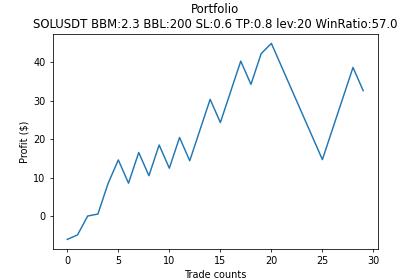 Portfolio
SOLUSDT BBM:2.3 BBL:200 SL:0.6 TP:0.8 lev:20 WinRatio:57.0
Profit ($)
40
30
20
10
0
0 5 10 15 20 25 30
Trade counts